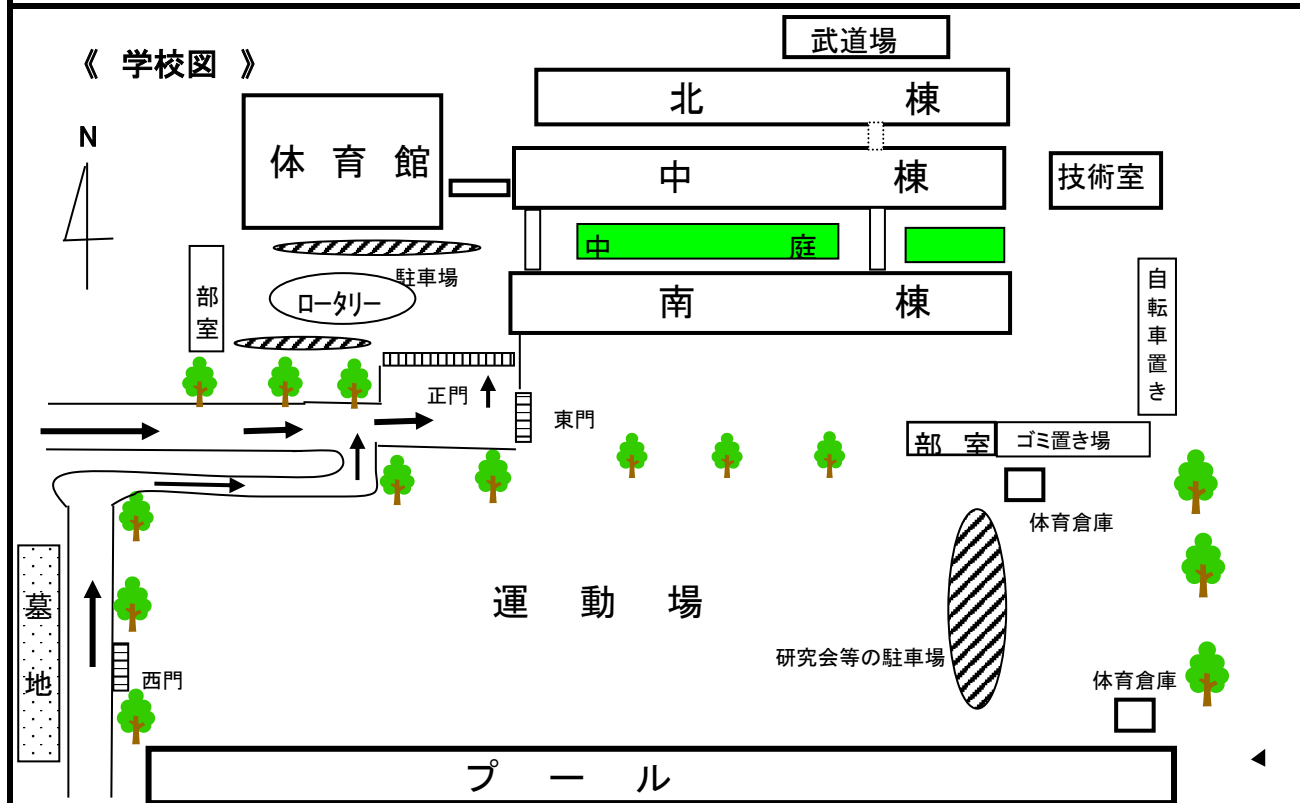 武道場
《 学校図 》
北 棟
N
体 育 館
中 棟
技術室
中 庭
駐車場
ロータリー
部室
南 棟
自転車置き
正門
東門
部 室
ゴミ置き場
体育倉庫
運 動 場
墓地
研究会等の駐車場
西門
体育倉庫
プ ー ル